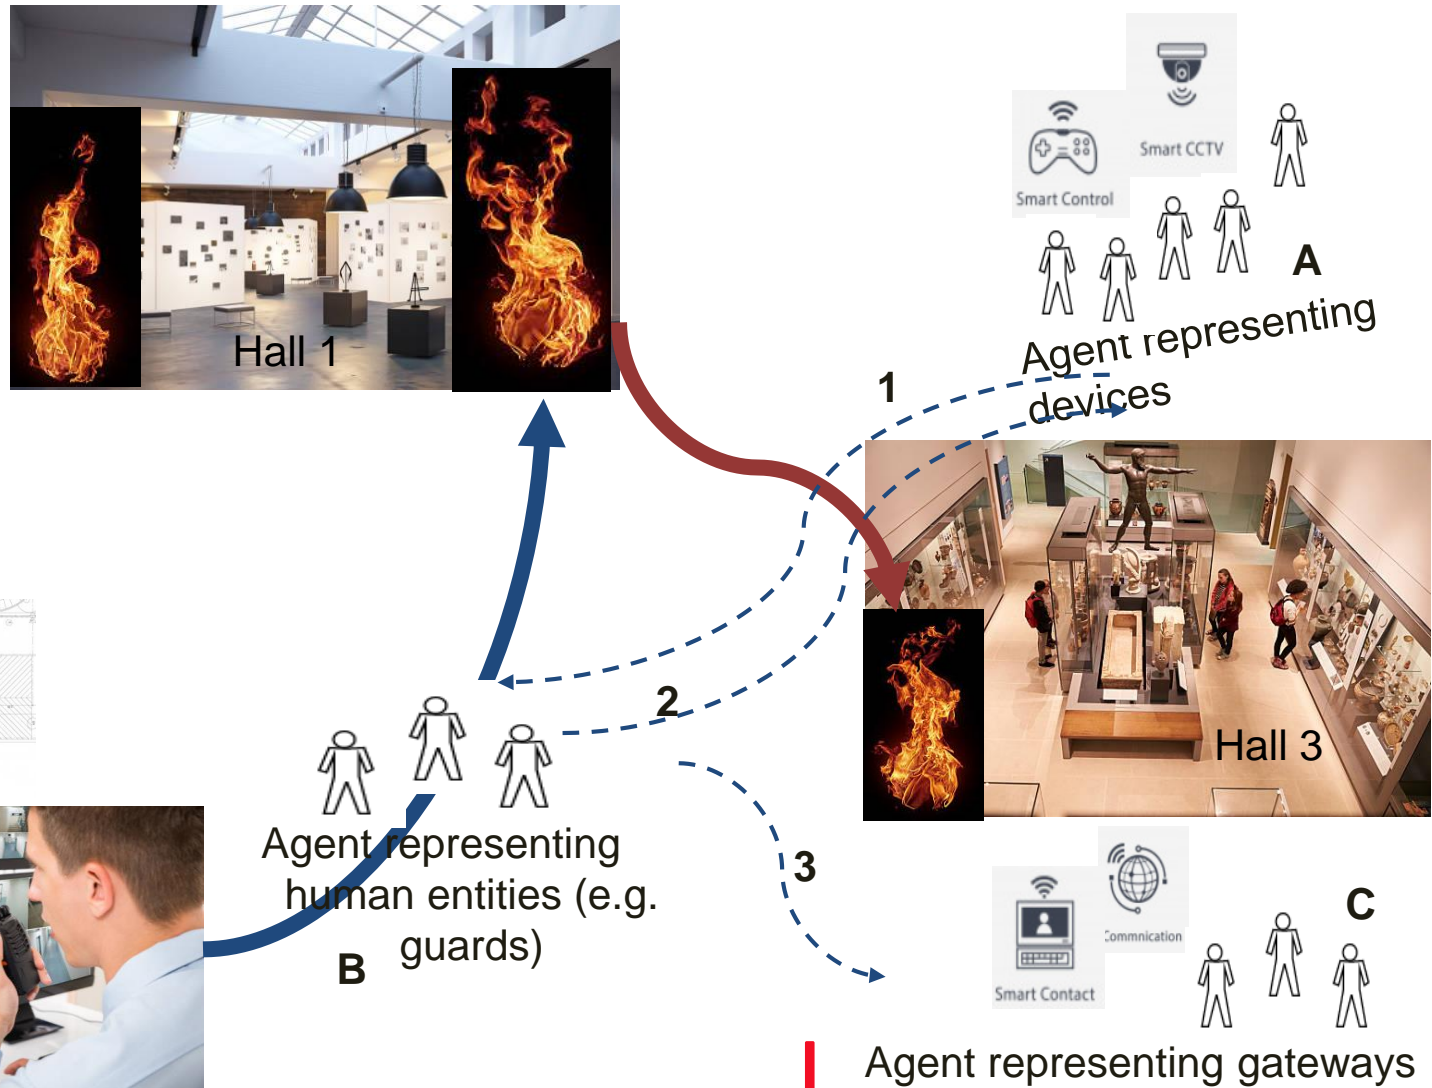 Smart CCTV
Smart Control
A
Hall 1
Agent representing
devices
1
2
Hall 3
Agent representing
human entities (e.g.
guards)
B
3
C
Commnication
Smart Contact
Agent representing gateways